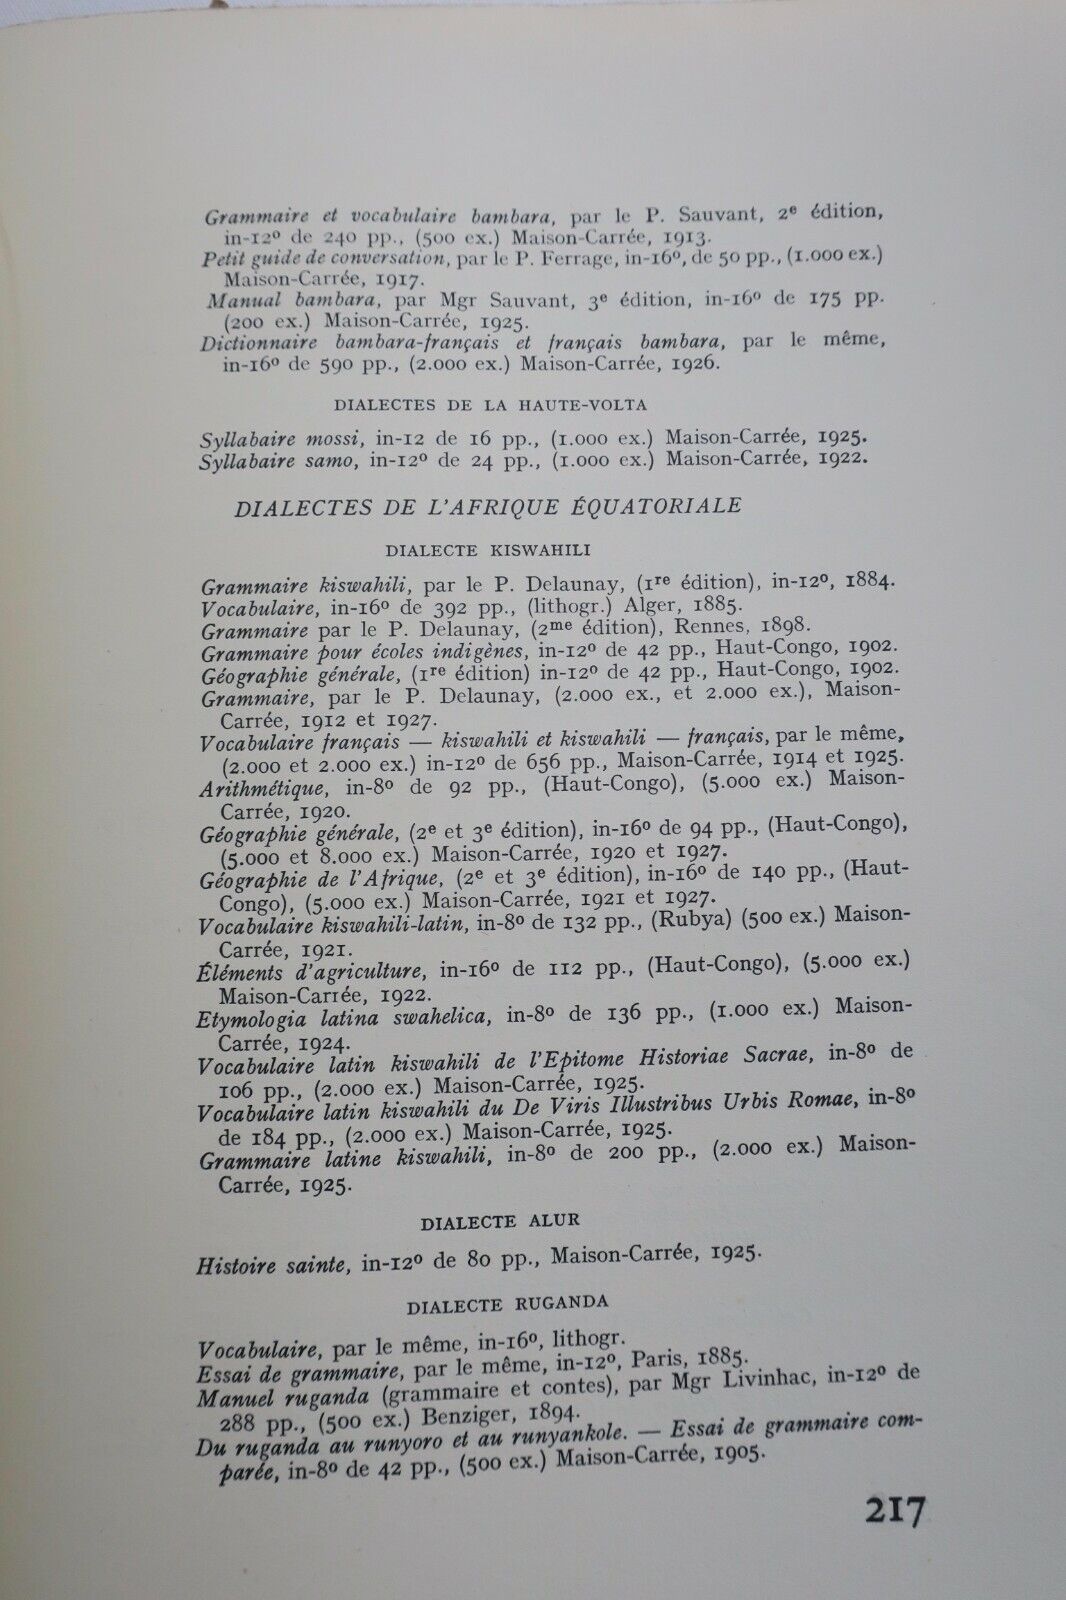 Grammaire et vocabulaire bambara, par le P. Sauvant, 2e édition,
in-12o de 240 pp., (500 ex.) Maison-Carrée, 1913.
Petit guide de conversation, par le P. Ferrage, in-16o, de 50 pp., (1.000 ex.)
Maison-Carrée, 1917.
Manual bambara, par Mgr Sauvant, 3e édition, in-16o de 175 pp.
(200 ex.) Maison-Carrée, 1925.
Dictionnaire bambara-français et français bambara, par le même,
in-16o de 590 pp., (2.000 ex.) Maison-Carrée, 1926.
DIALECTES DE LA HAUTE-VOLTA
Syllabaire mossi, in-12 de 16 pp., (1.000 ex.) Maison-Carrée, 1925.
Syllabaire samo, in-12o de 24 pp., (1.000 ex.) Maison-Carrée, 1922.
DIALECTES DE L'AFRIQUE ÉQUATORIALE
DIALECTE KISWAHILI
Grammaire kiswahili, par le P. Delaunay, (1re édition), in-12o, 1884.
Vocabulaire, in-16o de 392 pp., (lithogr.) Alger, 1885.
Grammaire par le P. Delaunay, (2me édition), Rennes, 1898.
Grammaire pour écoles indigènes, in-12o de 42 pp., Haut-Congo, 1902.
Géographie générale, (1re édition) in-12o de 42 pp., Haut-Congo, 1902.
Grammaire, par le P. Delaunay, (2.000 ex., et 2.000 ex.), Maison-
Carrée, 1912 et 1927.
Vocabulaire français — kiswahili et kiswahili — français, par le même,
(2.000 et 2.000 ex.) in-12o de 656 pp., Maison-Carrée, 1914 et 1925.
Arithmétique, in-8o de 92 pp., (Haut-Congo), (5.000 ex.) Maison-
Carrée, 1920.
Géographie générale, (2e et 3e édition), in-16o de 94 pp., (Haut-Congo),
(5.000 et 8.000 ex.) Maison-Carrée, 1920 et 1927.
Géographie de l'Afrique, (2e et 3e édition), in-16o de 140 pp., (Haut-
Congo), (5.000 ex.) Maison-Carrée, 1921 et 1927.
Vocabulaire kiswahili-latin, in-8o de 132 pp., (Rubya) (500 ex.) Maison-
Carrée, 1921.
Éléments d'agriculture, in-16o de 112 pp., (Haut-Congo), (5.000 ex.)
Maison-Carrée, 1922.
Etymologia latina swahelica, in-8o de 136 pp., (1.000 ex.) Maison-
Carrée, 1924.
Vocabulaire latin kiswahili de l'Epitome Historiae Sacrae, in-8o de
106 pp., (2.000 ex.) Maison-Carrée, 1925.
Vocabulaire latin kiswahili du De Viris Illustribus Urbis Romae, in-8o
de 184 pp., (2.000 ex.) Maison-Carrée, 1925.
Grammaire latine kiswahili, in-8o de 200 pp., (2.000 ex.) Maison-
Carrée, 1925.
DIALECTE ALUR
Histoire sainte, in-12o de 80 pp., Maison-Carrée, 1925.
DIALECTE RUGANDA
Vocabulaire, par le même, in-16o, lithogr.
Essai de grammaire, par le même, in-12o, Paris, 1885.
Manuel ruganda (grammaire et contes), par Mgr Livinhac, in-12o de
288 pp., (500 ex.) Benziger, 1894.
Du ruganda au runyoro et au runyankole. — Essai de grammaire com-
parée, in-8o de 42 pp., (500 ex.) Maison-Carrée, 1905.
217